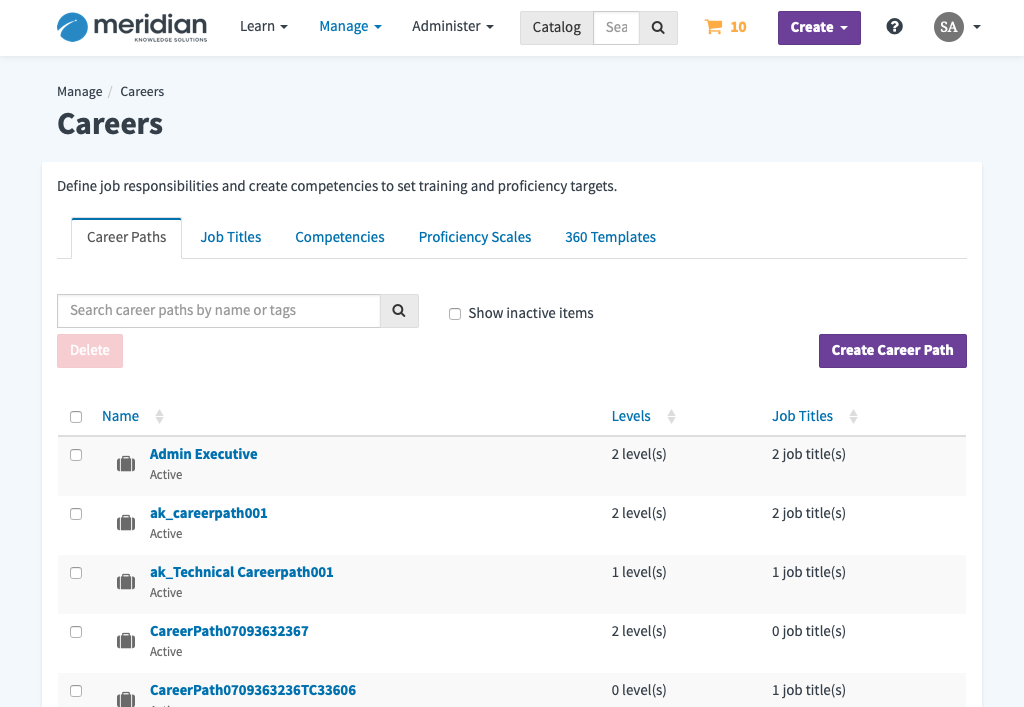 meridian
KNOWLEDGE SOLUTIONS
Learn Manage Administer Catalog Sea 10 Create SA
Manage / Careers
Careers
Define job responsibilities and create competencies to set training and proficiency targets.
Career Paths Job Titles Competencies Proficiency Scales 360 Templates
Search career paths by name or tags
Show inactive items
Delete
Create Career Path
Name Levels Job Titles
Admin Executive 2 level(s) 2 job title(s)
Active
ak_careerpath001 2 level(s) 2 job title(s)
Active
ak_Technical Careerpath001 1 level(s) 1 job title(s)
Active
CareerPath07093632367 2 level(s) 0 job title(s)
Active
CareerPath0709363236TC33606 0 level(s) 1 job title(s)